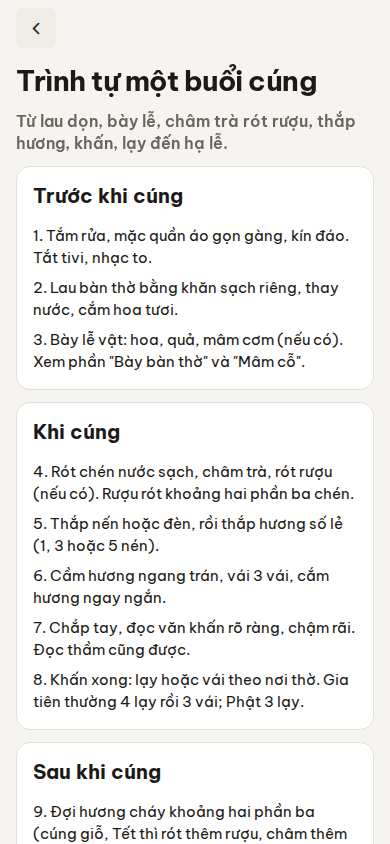 Trình tự một buổi cúng
Từ lau dọn, bày lễ, châm trà rót rượu, thắp
hương, khấn, lạy đến hạ lễ.
Trước khi cúng
1. Tắm rửa, mặc quần áo gọn gàng, kín đáo.
Tắt tivi, nhạc to.
2. Lau bàn thờ bằng khăn sạch riêng, thay
nước, cắm hoa tươi.
3. Bày lễ vật: hoa, quả, mâm cơm (nếu có).
Xem phần "Bày bàn thờ" và "Mâm cỗ".
Khi cúng
4. Rót chén nước sạch, châm trà, rót rượu
(nếu có). Rượu rót khoảng hai phần ba chén.
5. Thắp nến hoặc đèn, rồi thắp hương số lẻ
(1, 3 hoặc 5 nén).
6. Cầm hương ngang trán, vái 3 vái, cắm
hương ngay ngắn.
7. Chắp tay, đọc văn khấn rõ ràng, chậm rãi.
Đọc thầm cũng được.
8. Khấn xong: lạy hoặc vái theo nơi thờ. Gia
tiên thường 4 lạy rồi 3 vái; Phật 3 lạy.
Sau khi cúng
9. Đợi hương cháy khoảng hai phần ba
(cúng giỗ, Tết thì rót thêm rượu, châm thêm